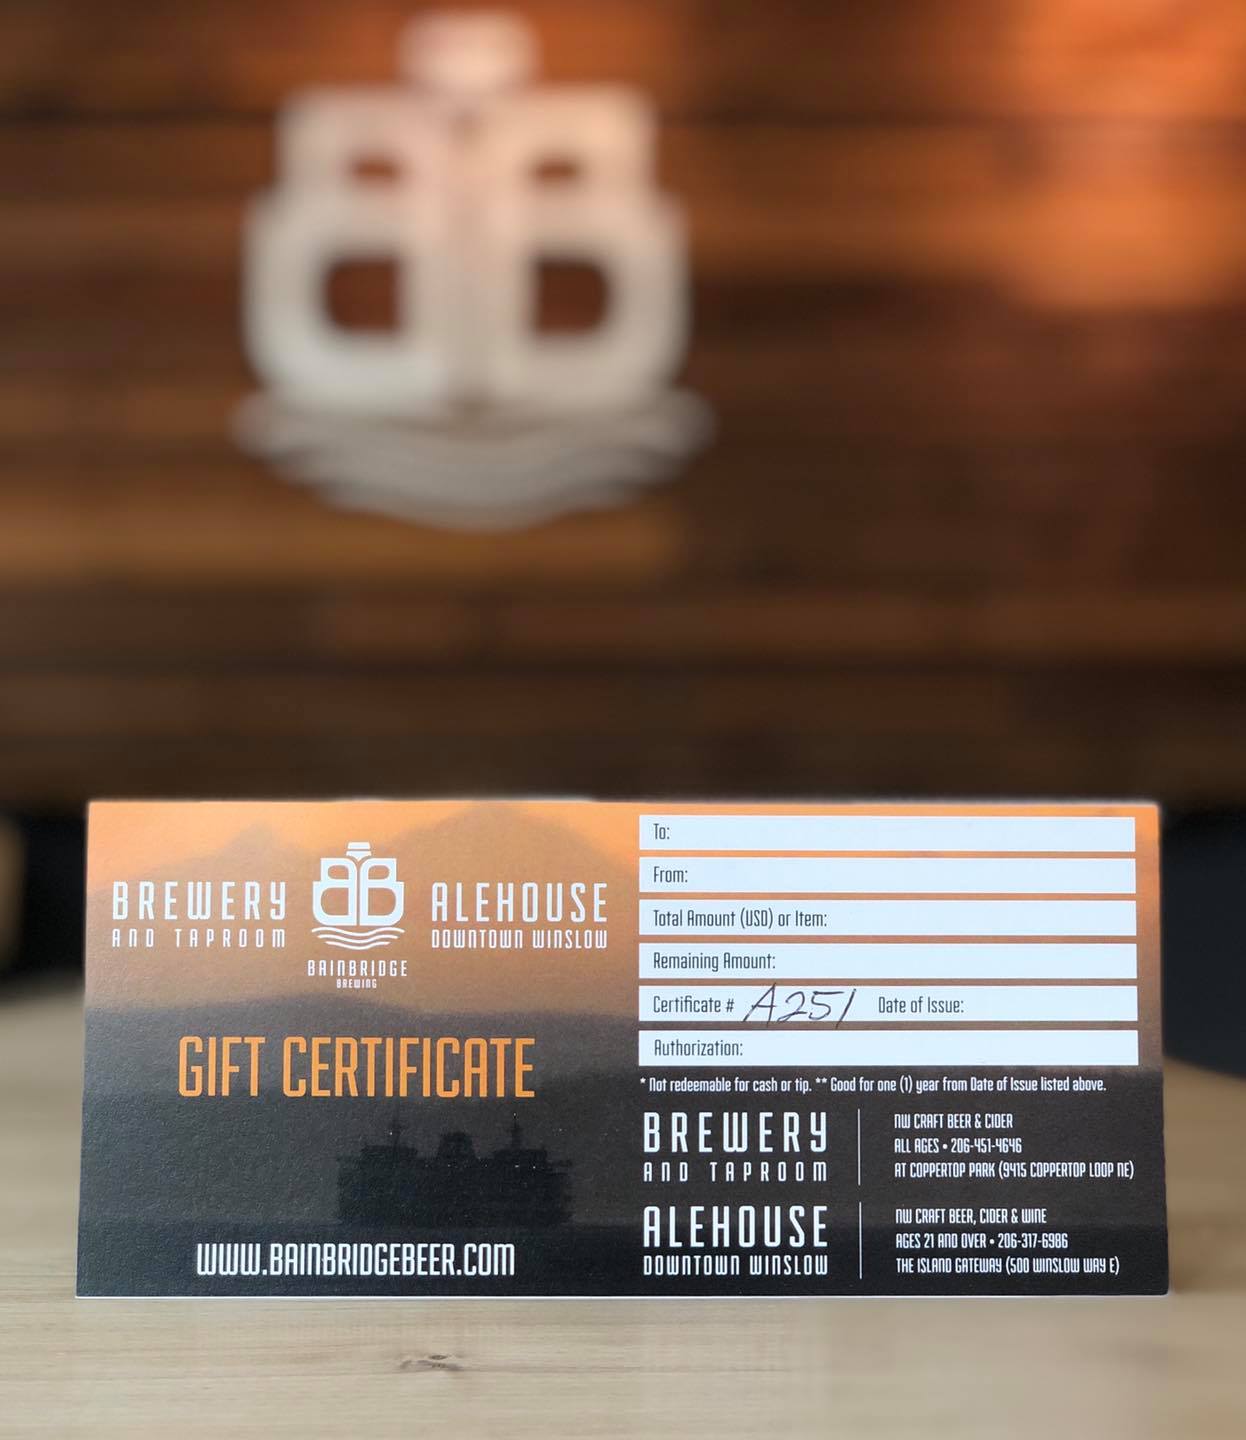 BREWERY
AND TAPROOM
BB
BAINBRIDGE
BREWING
ALEHOUSE
DOWNTOWN WINSLOW
GIFT CERTIFICATE
WWW.BAINBRIDGEBEER.COM
To:
From:
Total Amount (USD) or Item:
Remaining Amount:
Certificate # A251 Date of Issue:
Authorization:
* Not redeemable for cash or tip. ** Good for one (1) year from Date of Issue listed above.
BREWERY
AND TAPROOM
NW CRAFT BEER & CIDER
ALL AGES • 206-451-4646
AT COPPERTOP PARK (9415 COPPERTOP LOOP NE)
ALEHOUSE
DOWNTOWN WINSLOW
NW CRAFT BEER, CIDER & WINE
AGES 21 AND OVER • 206-317-6986
THE ISLAND GATEWAY (500 WINSLOW WAY E)